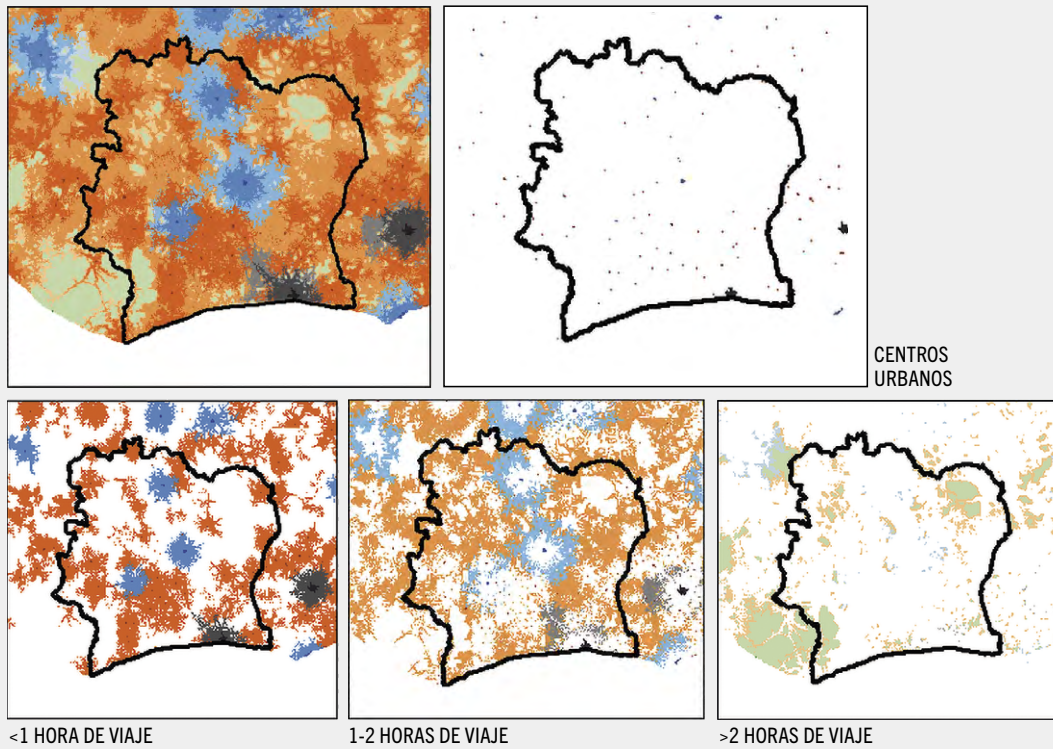 CENTROS
URBANOS
<1 HORA DE VIAJE
1-2 HORAS DE VIAJE
>2 HORAS DE VIAJE